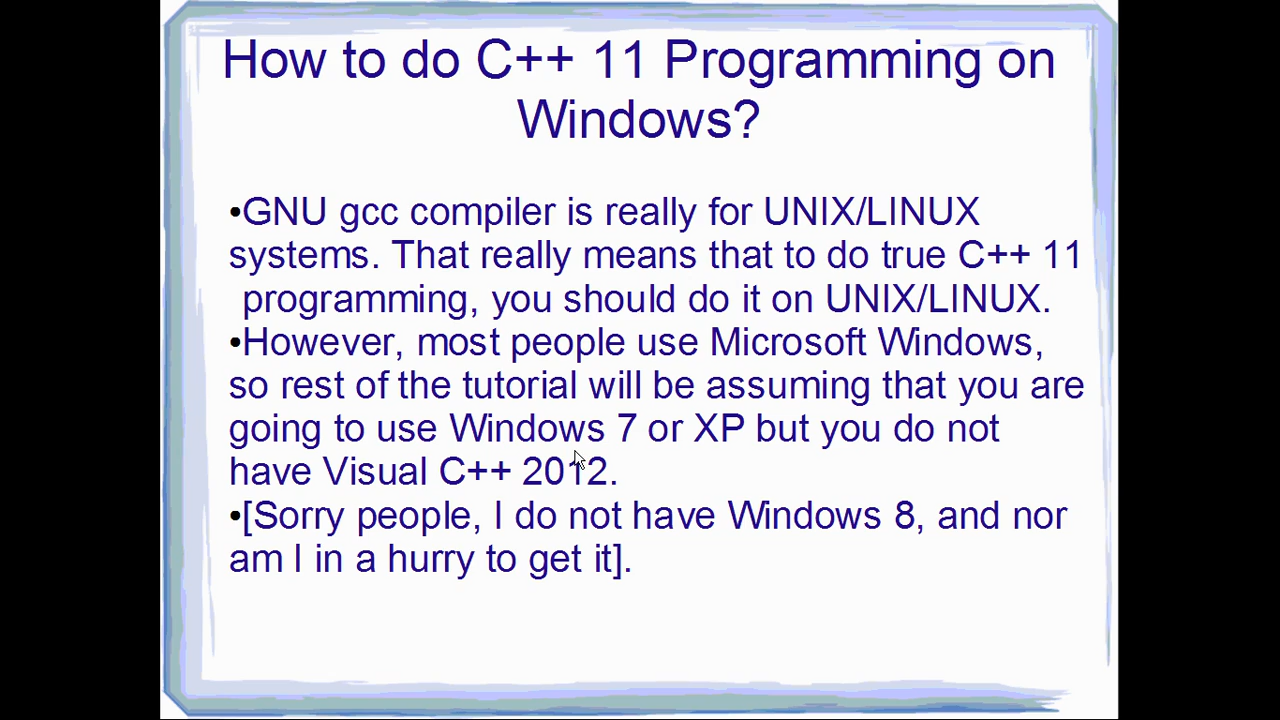 How to do C++ 11 Programming on
Windows?
•GNU gcc compiler is really for UNIX/LINUX
systems. That really means that to do true C++ 11
programming, you should do it on UNIX/LINUX.
•However, most people use Microsoft Windows,
so rest of the tutorial will be assuming that you are
going to use Windows 7 or XP but you do not
have Visual C++ 2012.
•[Sorry people, I do not have Windows 8, and nor
am I in a hurry to get it].